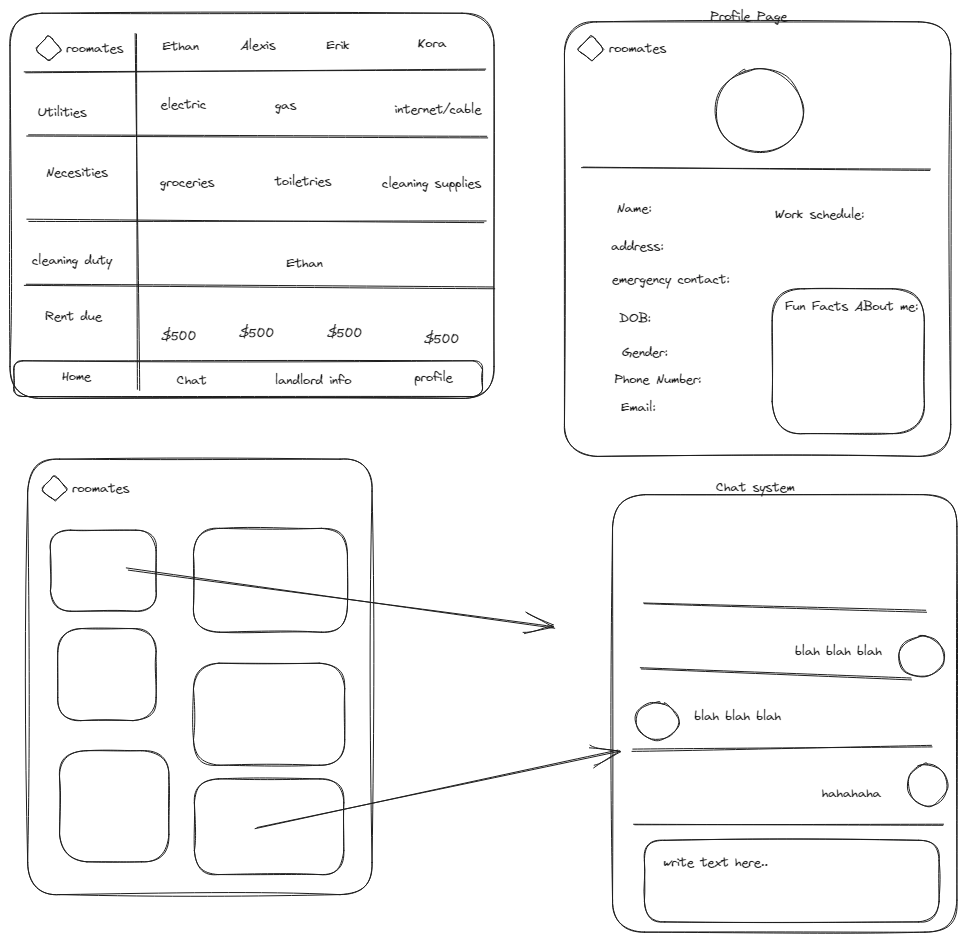 roomates Ethan Alexis Erik Kora
Utilities electric gas internet/cable
Necesities groceries toiletries cleaning supplies
cleaning duty Ethan
Rent due $500 $500 $500 $500
Home Chat landlord info profile
Profile Page
roomates
Name: Work schedule:
address:
emergency contact:
Fun Facts ABout me:
DOB:
Gender:
Phone Number:
Email:
roomates
Chat system
blah blah blah
blah blah blah
hahahaha
write text here..